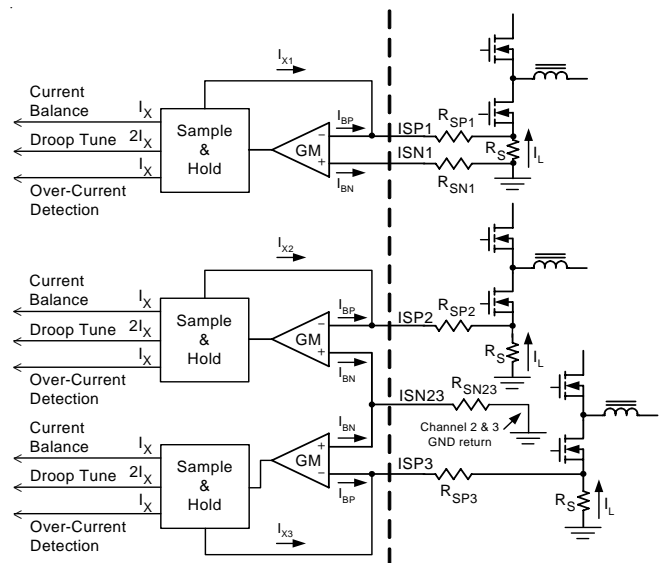 I_X1
Current
Balance I_X
Droop Tune 2I_X
I_X
Over-Current
Detection
Sample
&
Hold
GM
−
+
I_BP
I_BN
ISP1
ISN1
R_SP1
R_SN1
R_S
I_L
I_X2
Current
Balance I_X
Droop Tune 2I_X
I_X
Over-Current
Detection
Sample
&
Hold
GM
−
+
I_BP
I_BN
ISP2
R_SP2
R_S
I_L
ISN23
R_SN23
Channel 2 & 3
GND return
Current
Balance I_X
Droop Tune 2I_X
I_X
Over-Current
Detection
Sample
&
Hold
GM
+
−
I_BN
I_BP
ISP3
R_SP3
R_S
I_L
I_X3